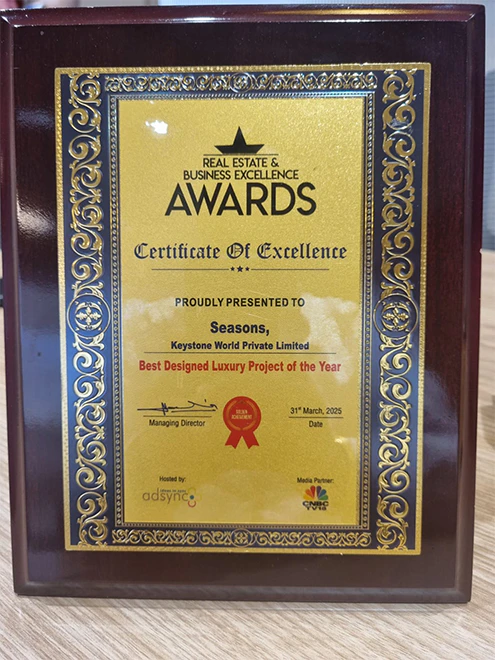 REAL ESTATE &
BUSINESS EXCELLENCE
AWARDS
Certificate Of Excellence
PROUDLY PRESENTED TO
Seasons,
Keystone World Private Limited
Best Designed Luxury Project of the Year
31st March, 2025
Managing Director
Date
Hosted by:
adsync
Media Partner:
CNBC
TV18